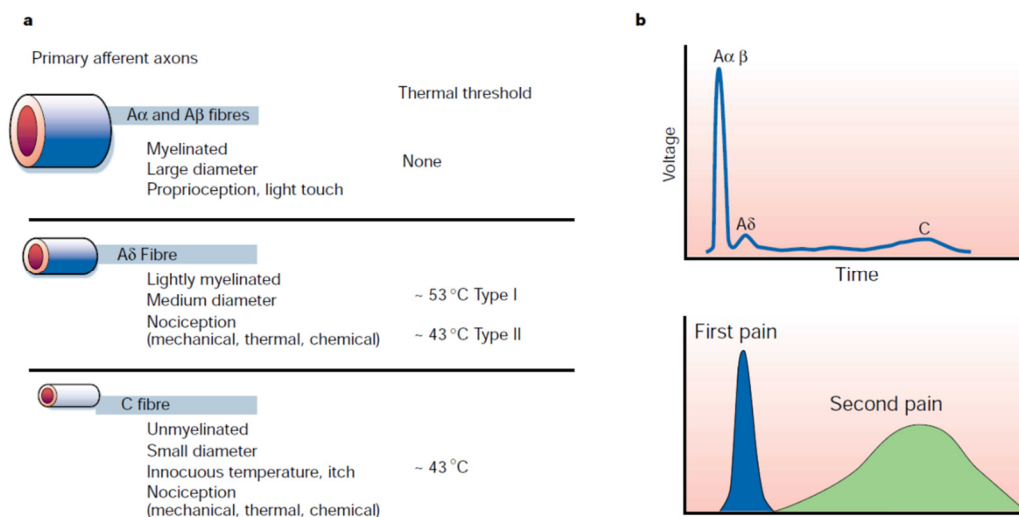 a
Primary afferent axons
Thermal threshold
Aα and Aβ fibres
Myelinated
Large diameter
Proprioception, light touch
None
Aδ Fibre
Lightly myelinated
Medium diameter
Nociception
(mechanical, thermal, chemical)
~ 53 °C Type I
~ 43 °C Type II
C fibre
Unmyelinated
Small diameter
Innocuous temperature, itch
Nociception
(mechanical, thermal, chemical)
~ 43 °C
b
Aα β
Voltage
Aδ
C
Time
First pain
Second pain